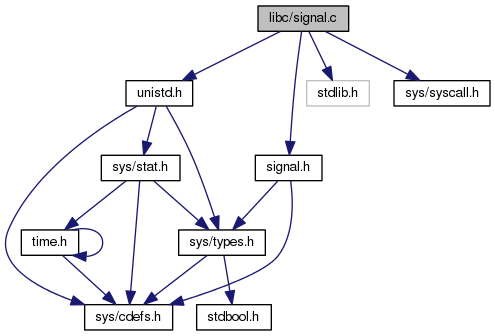 libc/signal.c
unistd.h
stdlib.h
sys/syscall.h
sys/stat.h
signal.h
time.h
sys/types.h
sys/cdefs.h
stdbool.h